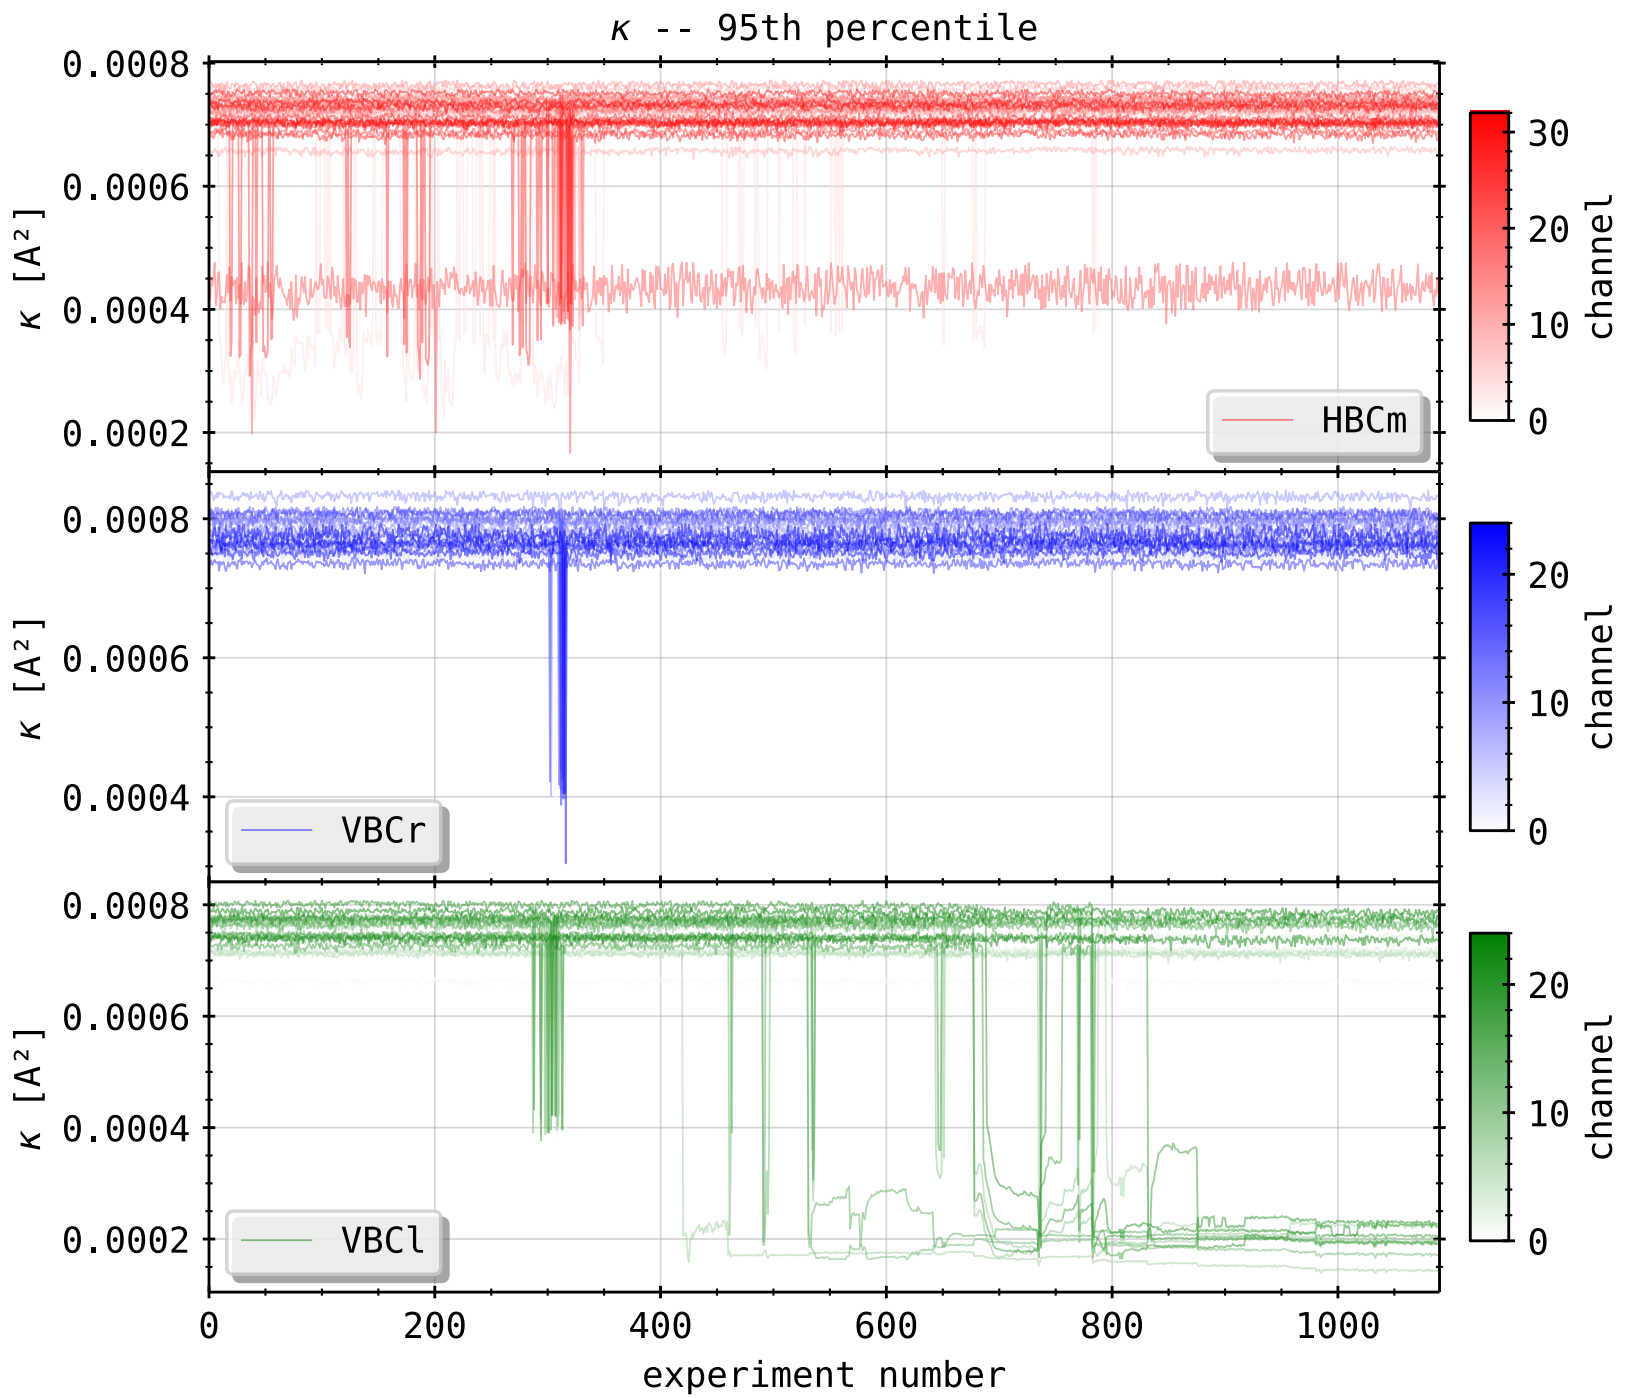 κ -- 95th percentile
0.0008
0.0006
0.0004
0.0002
κ [A²]
HBCm
30
20
10
0
channel
0.0008
0.0006
0.0004
κ [A²]
VBCr
20
10
0
channel
0.0008
0.0006
0.0004
0.0002
κ [A²]
VBCl
20
10
0
channel
0 200 400 600 800 1000
experiment number